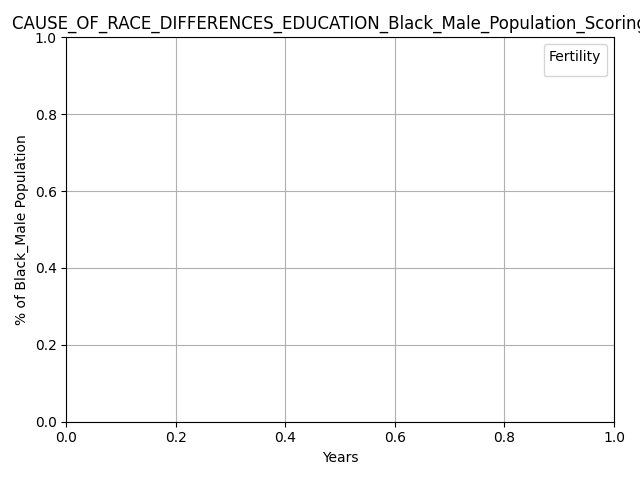 CAUSE_OF_RACE_DIFFERENCES_EDUCATION_Black_Male_Population_Scoring
Fertility
% of Black_Male Population
1.0
0.8
0.6
0.4
0.2
0.0
0.0 0.2 0.4 0.6 0.8 1.0
Years